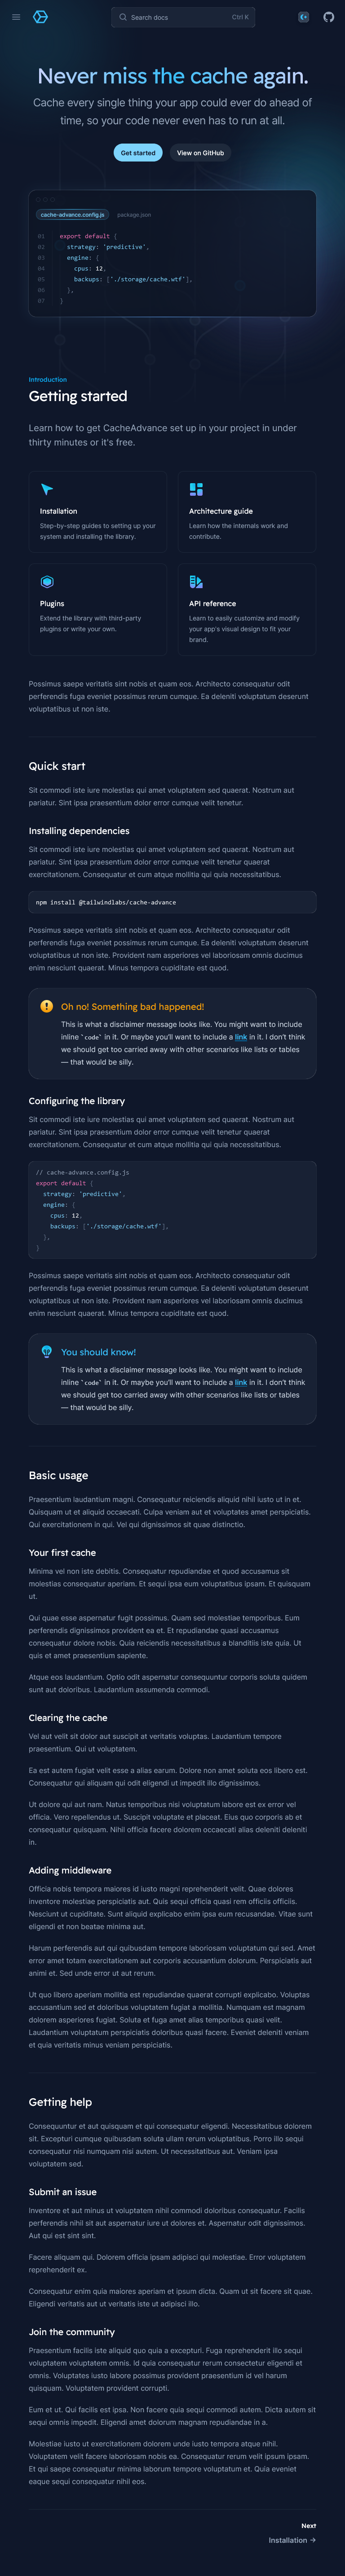 Search docs
Ctrl K
Never miss the cache again.
Cache every single thing your app could ever do ahead of
time, so your code never even has to run at all.
Get started
View on GitHub
cache-advance.config.js
package.json
01 export default {
02 strategy: 'predictive',
03 engine: {
04 cpus: 12,
05 backups: ['./storage/cache.wtf'],
06 },
07 }
Introduction
Getting started
Learn how to get CacheAdvance set up in your project in under
thirty minutes or it's free.
Installation
Step-by-step guides to setting up your
system and installing the library.
Architecture guide
Learn how the internals work and
contribute.
Plugins
Extend the library with third-party
plugins or write your own.
API reference
Learn to easily customize and modify
your app's visual design to fit your
brand.
Possimus saepe veritatis sint nobis et quam eos. Architecto consequatur odit
perferendis fuga eveniet possimus rerum cumque. Ea deleniti voluptatum deserunt
voluptatibus ut non iste.
Quick start
Sit commodi iste iure molestias qui amet voluptatem sed quaerat. Nostrum aut
pariatur. Sint ipsa praesentium dolor error cumque velit tenetur.
Installing dependencies
Sit commodi iste iure molestias qui amet voluptatem sed quaerat. Nostrum aut
pariatur. Sint ipsa praesentium dolor error cumque velit tenetur quaerat
exercitationem. Consequatur et cum atque mollitia qui quia necessitatibus.
npm install @tailwindlabs/cache-advance
Possimus saepe veritatis sint nobis et quam eos. Architecto consequatur odit
perferendis fuga eveniet possimus rerum cumque. Ea deleniti voluptatum deserunt
voluptatibus ut non iste. Provident nam asperiores vel laboriosam omnis ducimus
enim nesciunt quaerat. Minus tempora cupiditate est quod.
Oh no! Something bad happened!
This is what a disclaimer message looks like. You might want to include
inline `code` in it. Or maybe you'll want to include a link in it. I don't think
we should get too carried away with other scenarios like lists or tables
— that would be silly.
Configuring the library
Sit commodi iste iure molestias qui amet voluptatem sed quaerat. Nostrum aut
pariatur. Sint ipsa praesentium dolor error cumque velit tenetur quaerat
exercitationem. Consequatur et cum atque mollitia qui quia necessitatibus.
// cache-advance.config.js
export default {
strategy: 'predictive',
engine: {
cpus: 12,
backups: ['./storage/cache.wtf'],
},
}
Possimus saepe veritatis sint nobis et quam eos. Architecto consequatur odit
perferendis fuga eveniet possimus rerum cumque. Ea deleniti voluptatum deserunt
voluptatibus ut non iste. Provident nam asperiores vel laboriosam omnis ducimus
enim nesciunt quaerat. Minus tempora cupiditate est quod.
You should know!
This is what a disclaimer message looks like. You might want to include
inline `code` in it. Or maybe you'll want to include a link in it. I don't think
we should get too carried away with other scenarios like lists or tables
— that would be silly.
Basic usage
Praesentium laudantium magni. Consequatur reiciendis aliquid nihil iusto ut in et.
Quisquam ut et aliquid occaecati. Culpa veniam aut et voluptates amet perspiciatis.
Qui exercitationem in qui. Vel qui dignissimos sit quae distinctio.
Your first cache
Minima vel non iste debitis. Consequatur repudiandae et quod accusamus sit
molestias consequatur aperiam. Et sequi ipsa eum voluptatibus ipsam. Et quisquam
ut.
Qui quae esse aspernatur fugit possimus. Quam sed molestiae temporibus. Eum
perferendis dignissimos provident ea et. Et repudiandae quasi accusamus
consequatur dolore nobis. Quia reiciendis necessitatibus a blanditiis iste quia. Ut
quis et amet praesentium sapiente.
Atque eos laudantium. Optio odit aspernatur consequuntur corporis soluta quidem
sunt aut doloribus. Laudantium assumenda commodi.
Clearing the cache
Vel aut velit sit dolor aut suscipit at veritatis voluptas. Laudantium tempore
praesentium. Qui ut voluptatem.
Ea est autem fugiat velit esse a alias earum. Dolore non amet soluta eos libero est.
Consequatur qui aliquam qui odit eligendi ut impedit illo dignissimos.
Ut dolore qui aut nam. Natus temporibus nisi voluptatum labore est ex error vel
officia. Vero repellendus ut. Suscipit voluptate et placeat. Eius quo corporis ab et
consequatur quisquam. Nihil officia facere dolorem occaecati alias deleniti deleniti
in.
Adding middleware
Officia nobis tempora maiores id iusto magni reprehenderit velit. Quae dolores
inventore molestiae perspiciatis aut. Quis sequi officia quasi rem officiis officiis.
Nesciunt ut cupiditate. Sunt aliquid explicabo enim ipsa eum recusandae. Vitae sunt
eligendi et non beatae minima aut.
Harum perferendis aut qui quibusdam tempore laboriosam voluptatum qui sed. Amet
error amet totam exercitationem aut corporis accusantium dolorum. Perspiciatis aut
animi et. Sed unde error ut aut rerum.
Ut quo libero aperiam mollitia est repudiandae quaerat corrupti explicabo. Voluptas
accusantium sed et doloribus voluptatem fugiat a mollitia. Numquam est magnam
dolorem asperiores fugiat. Soluta et fuga amet alias temporibus quasi velit.
Laudantium voluptatum perspiciatis doloribus quasi facere. Eveniet deleniti veniam
et quia veritatis minus veniam perspiciatis.
Getting help
Consequuntur et aut quisquam et qui consequatur eligendi. Necessitatibus dolorem
sit. Excepturi cumque quibusdam soluta ullam rerum voluptatibus. Porro illo sequi
consequatur nisi numquam nisi autem. Ut necessitatibus aut. Veniam ipsa
voluptatem sed.
Submit an issue
Inventore et aut minus ut voluptatem nihil commodi doloribus consequatur. Facilis
perferendis nihil sit aut aspernatur iure ut dolores et. Aspernatur odit dignissimos.
Aut qui est sint sint.
Facere aliquam qui. Dolorem officia ipsam adipisci qui molestiae. Error voluptatem
reprehenderit ex.
Consequatur enim quia maiores aperiam et ipsum dicta. Quam ut sit facere sit quae.
Eligendi veritatis aut ut veritatis iste ut adipisci illo.
Join the community
Praesentium facilis iste aliquid quo quia a excepturi. Fuga reprehenderit illo sequi
voluptatem voluptatem omnis. Id quia consequatur rerum consectetur eligendi et
omnis. Voluptates iusto labore possimus provident praesentium id vel harum
quisquam. Voluptatem provident corrupti.
Eum et ut. Qui facilis est ipsa. Non facere quia sequi commodi autem. Dicta autem sit
sequi omnis impedit. Eligendi amet dolorum magnam repudiandae in a.
Molestiae iusto ut exercitationem dolorem unde iusto tempora atque nihil.
Voluptatem velit facere laboriosam nobis ea. Consequatur rerum velit ipsum ipsam.
Et qui saepe consequatur minima laborum tempore voluptatum et. Quia eveniet
eaque sequi consequatur nihil eos.
Next
Installation →